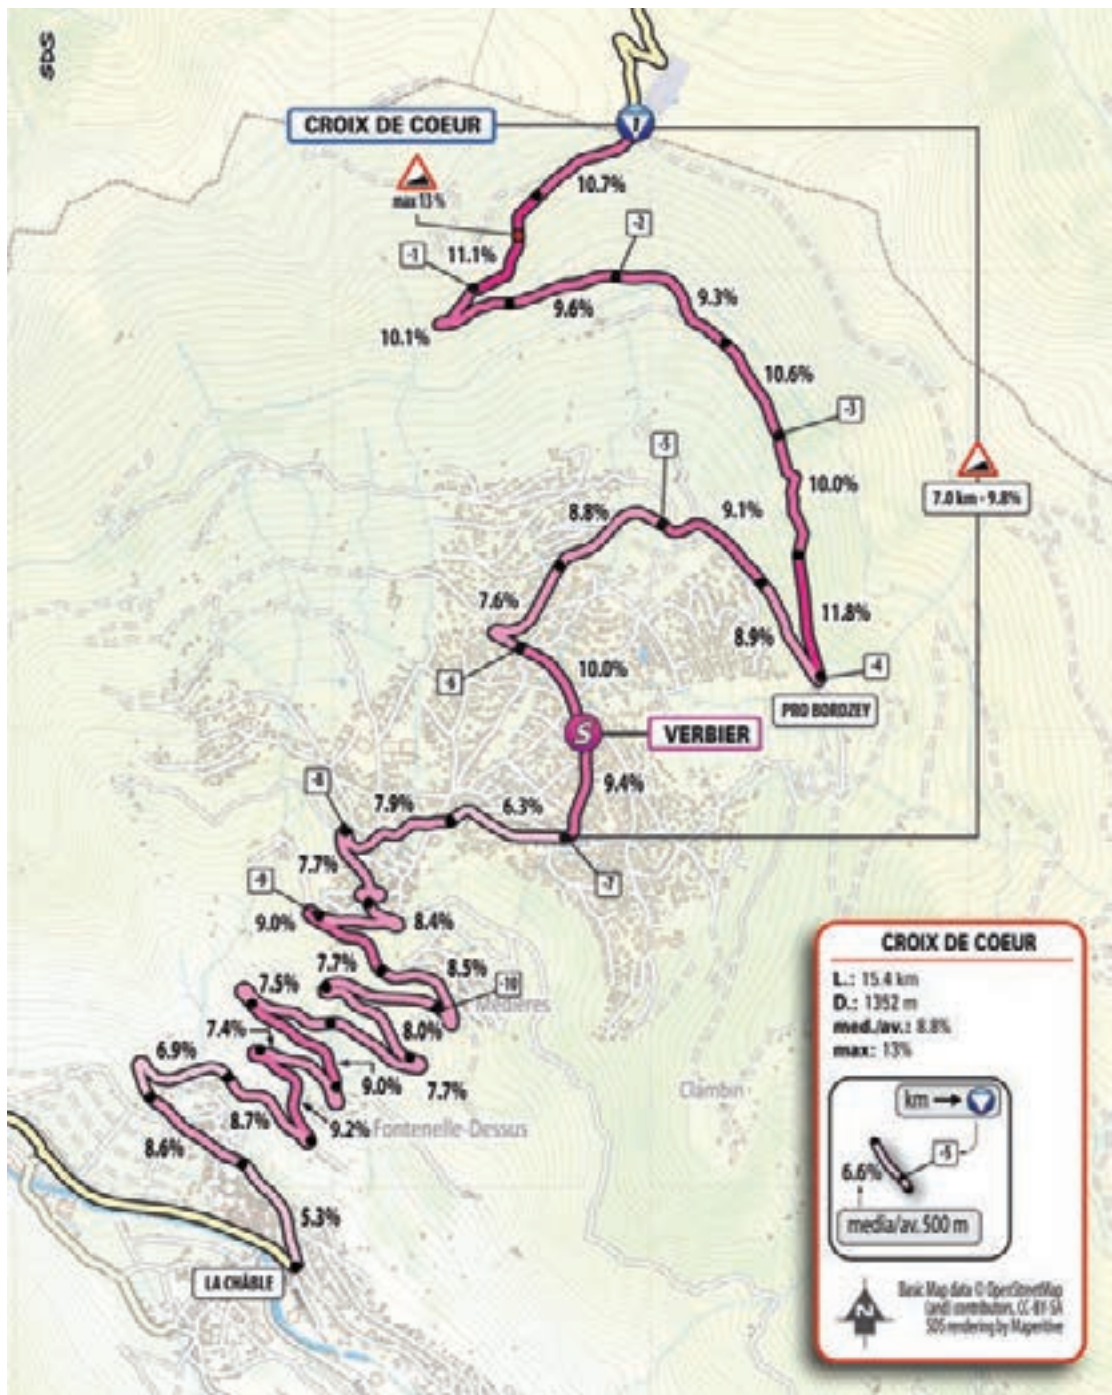 SDS
CROIX DE COEUR
1
10.7%
max 13%
-2
-1
11.1%
9.6%
9.3%
10.1%
10.6%
-3
-5
10.0%
7.0 km - 9.8%
8.8%
9.1%
7.6%
11.8%
8.9%
10.0%
-4
-6
PRO BORDZEY
S
VERBIER
9.4%
-8
7.9%
6.3%
7.7%
-9
-7
9.0%
8.4%
7.7%
8.5%
7.5%
-10
Médières
7.4%
8.0%
6.9%
9.0%
7.7%
Clambin
8.7%
9.2%
Fontenelle-Dessus
8.6%
5.3%
LA CHÂBLE
CROIX DE COEUR
L.: 15.4 km
D.: 1352 m
med./av.: 8.8%
max: 13%
km
-5
6.6%
media/av. 500 m
N
Basic Map data © OpenStreetMap
(and) contributors, CC-BY-SA
SDS rendering by Maperitive